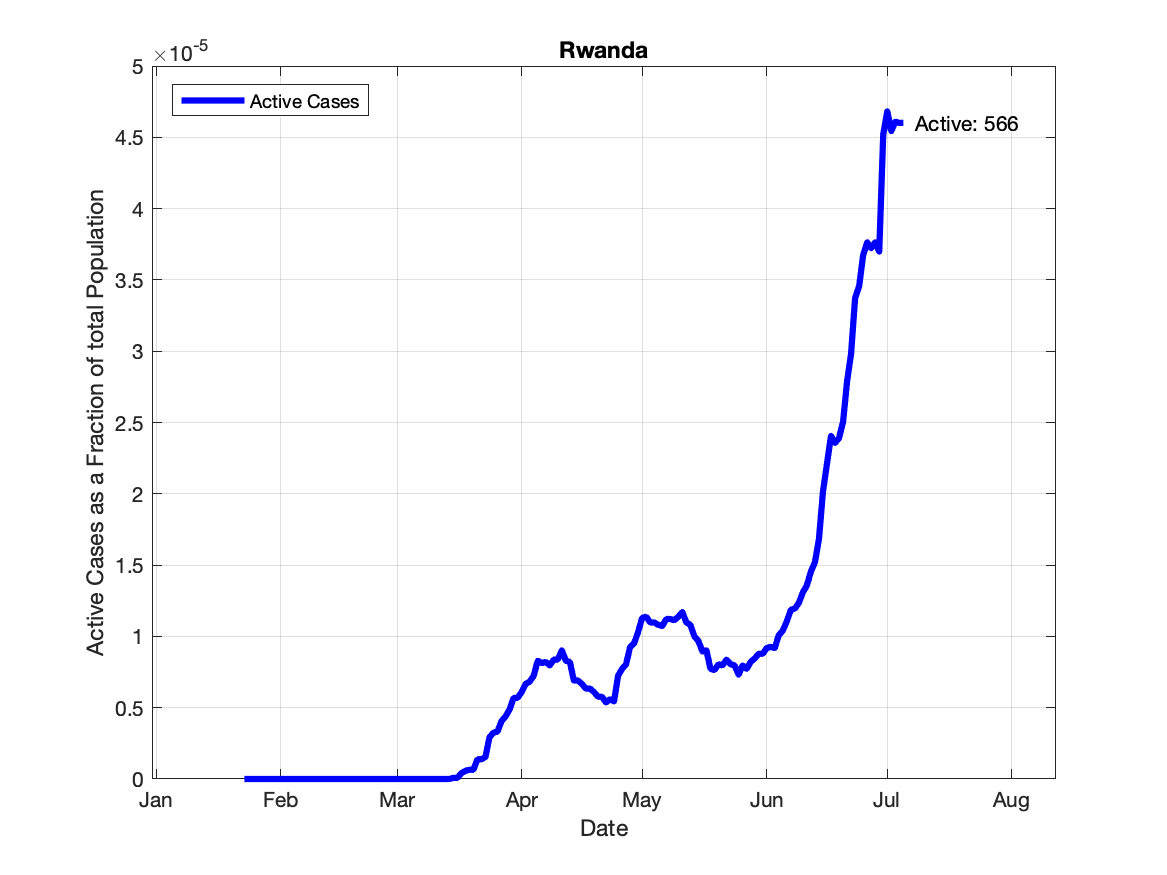 Rwanda
×10-5
Active Cases
Active: 566
5
4.5
4
3.5
3
2.5
2
1.5
1
0.5
0
Active Cases as a Fraction of total Population
Jan Feb Mar Apr May Jun Jul Aug
Date